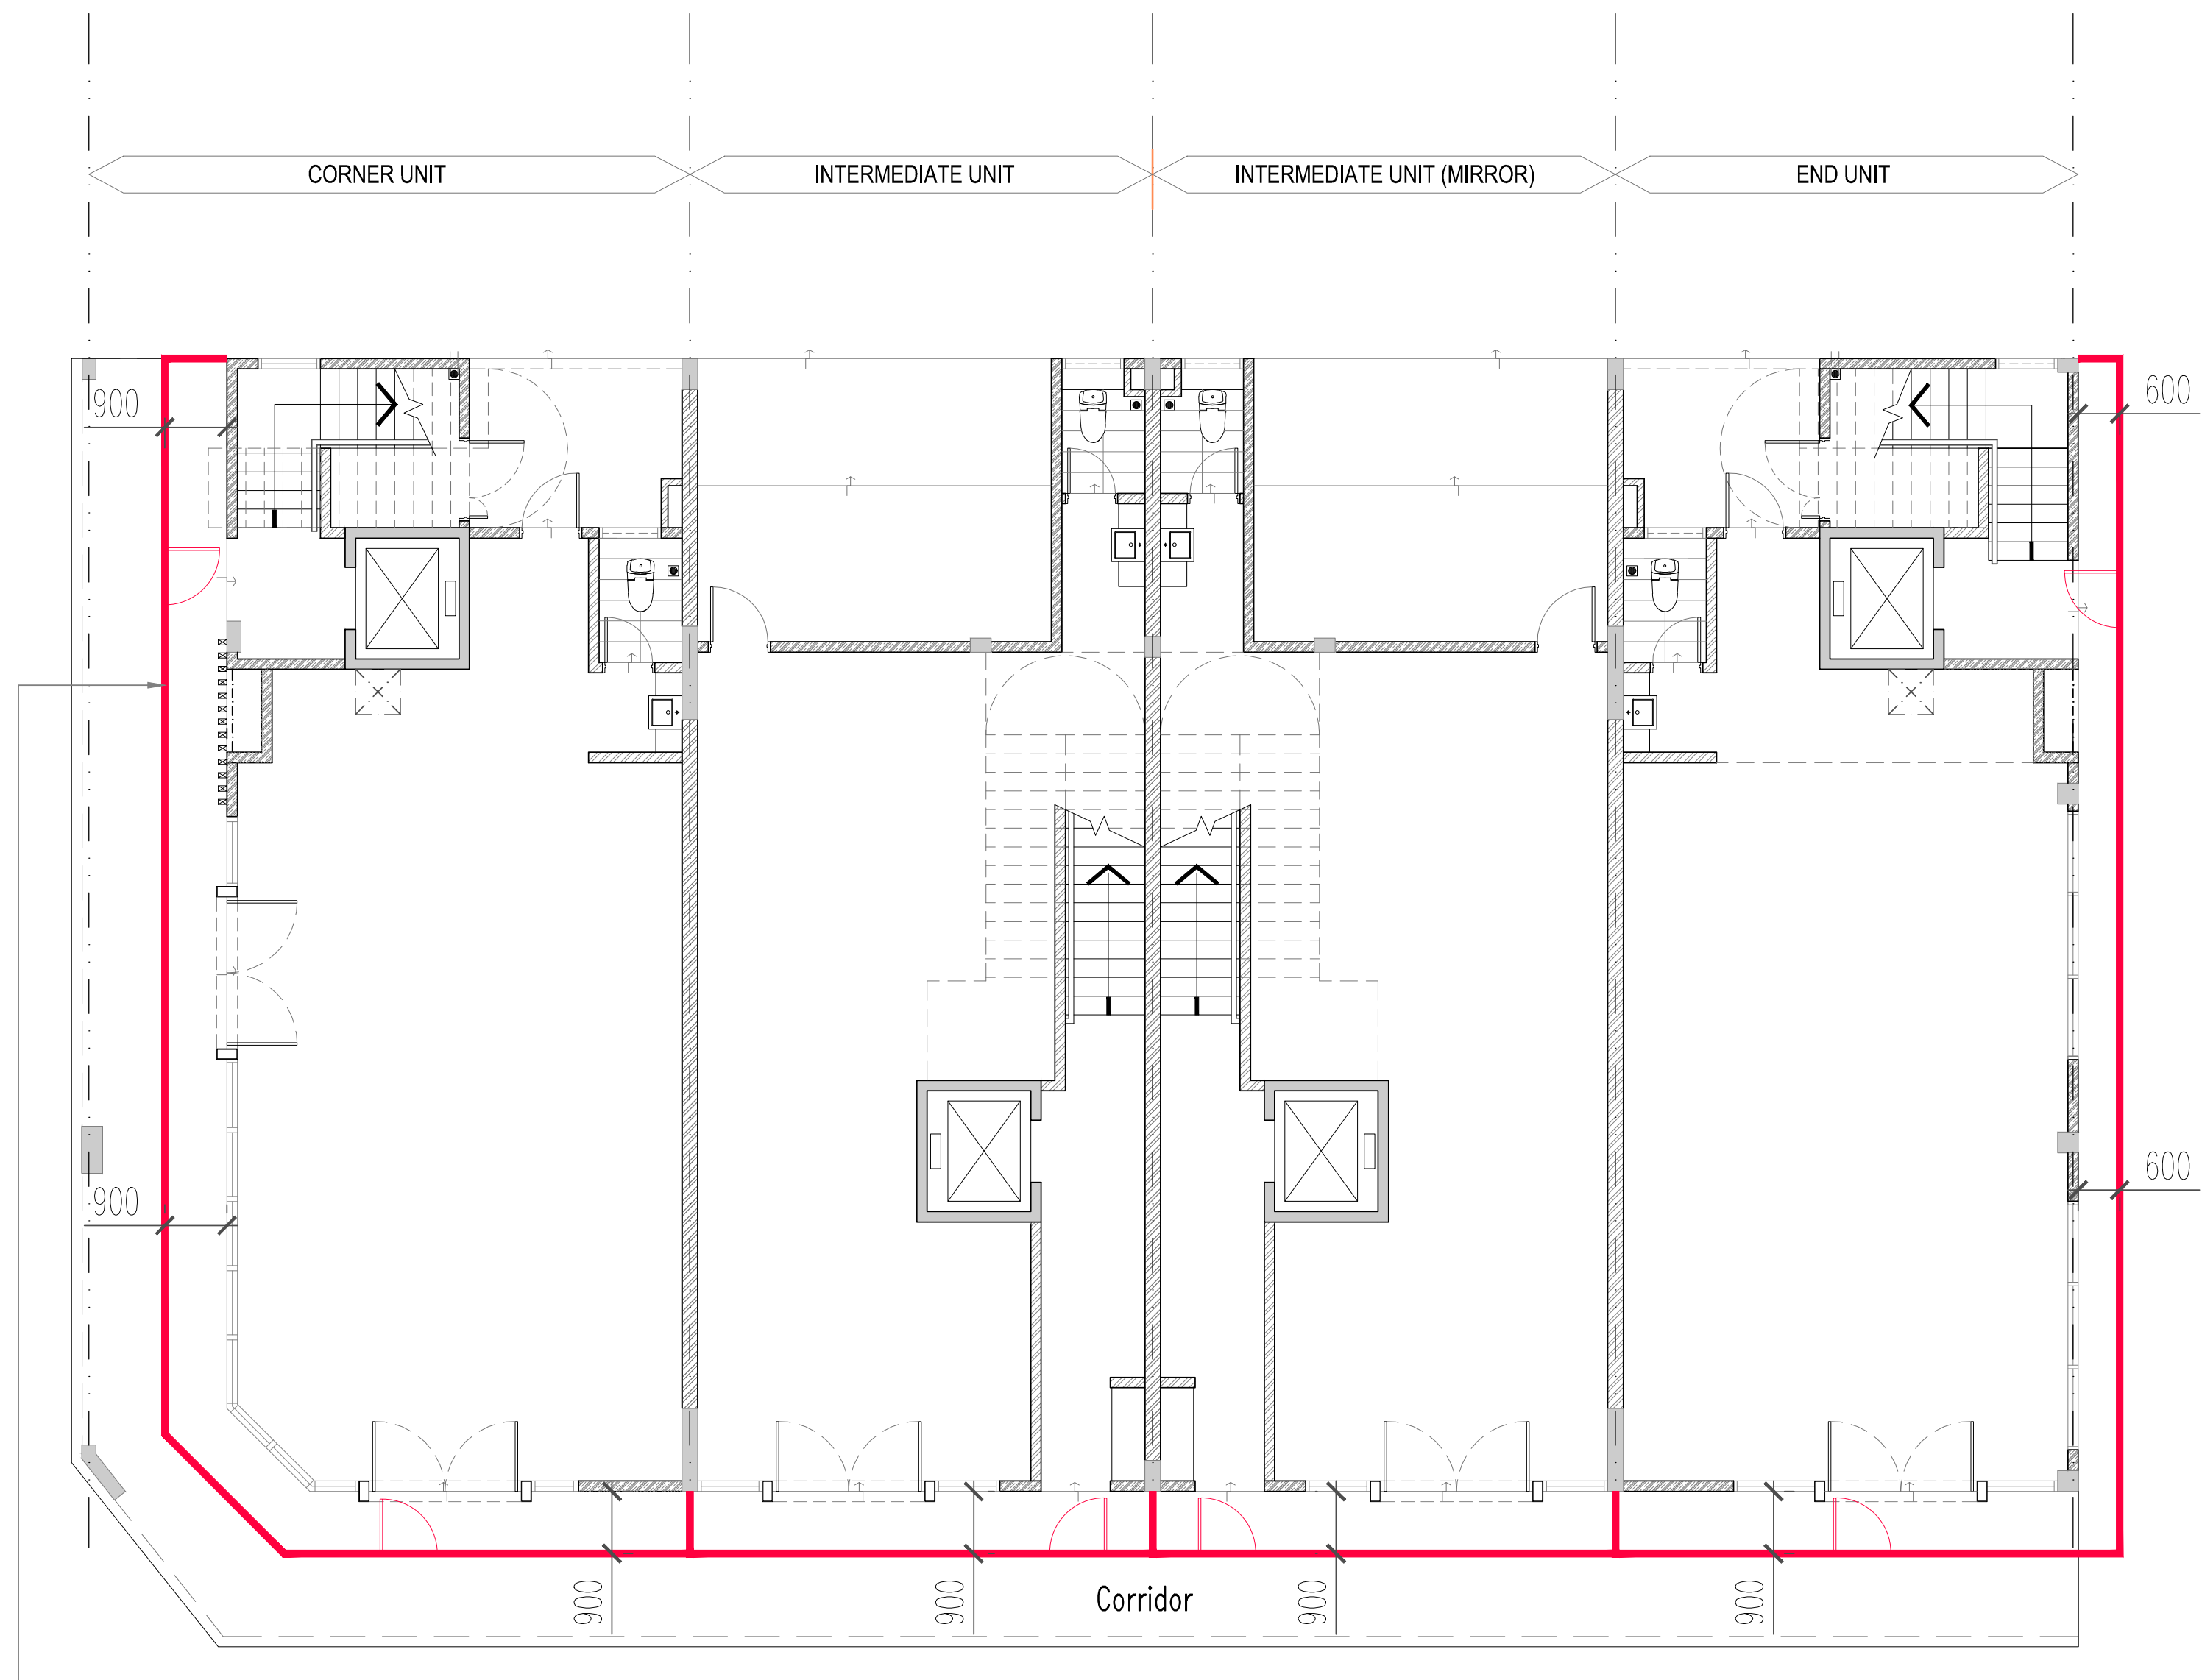 CORNER UNIT
INTERMEDIATE UNIT
INTERMEDIATE UNIT (MIRROR)
END UNIT
900
600
900
600
900
900
Corridor
900
900